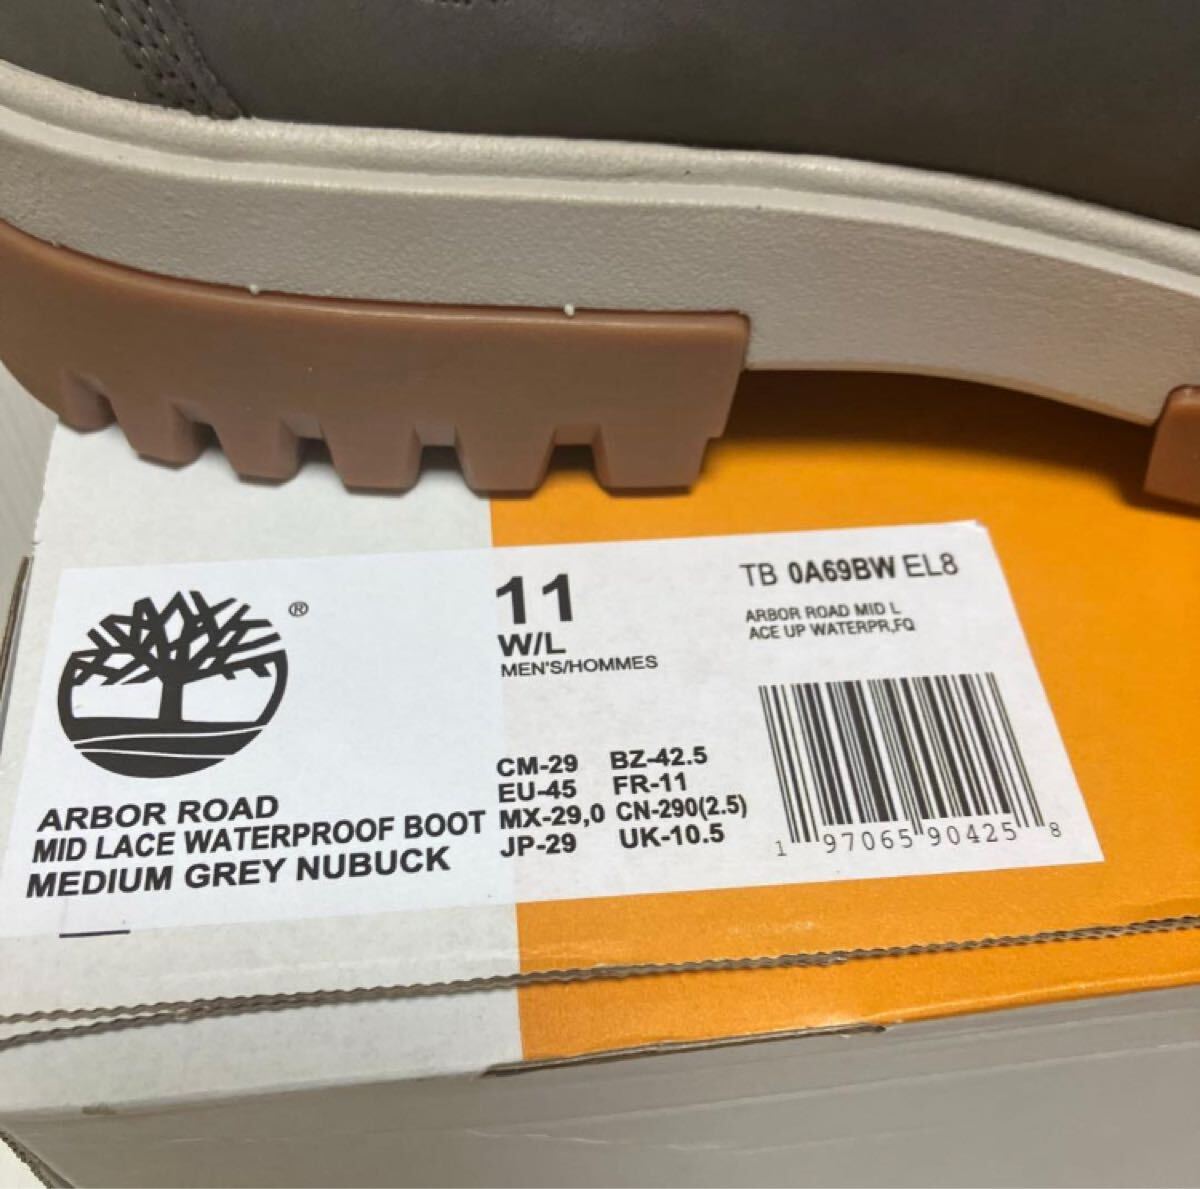 ®
ARBOR ROAD
MID LACE WATERPROOF BOOT
MEDIUM GREY NUBUCK
11
W/L
MEN'S/HOMMES
CM-29 BZ-42.5
EU-45 FR-11
MX-29,0 CN-290(2.5)
JP-29 UK-10.5
TB 0A69BW EL8
ARBOR ROAD MID L
ACE UP WATERPR,FQ
1 97065 90425 8